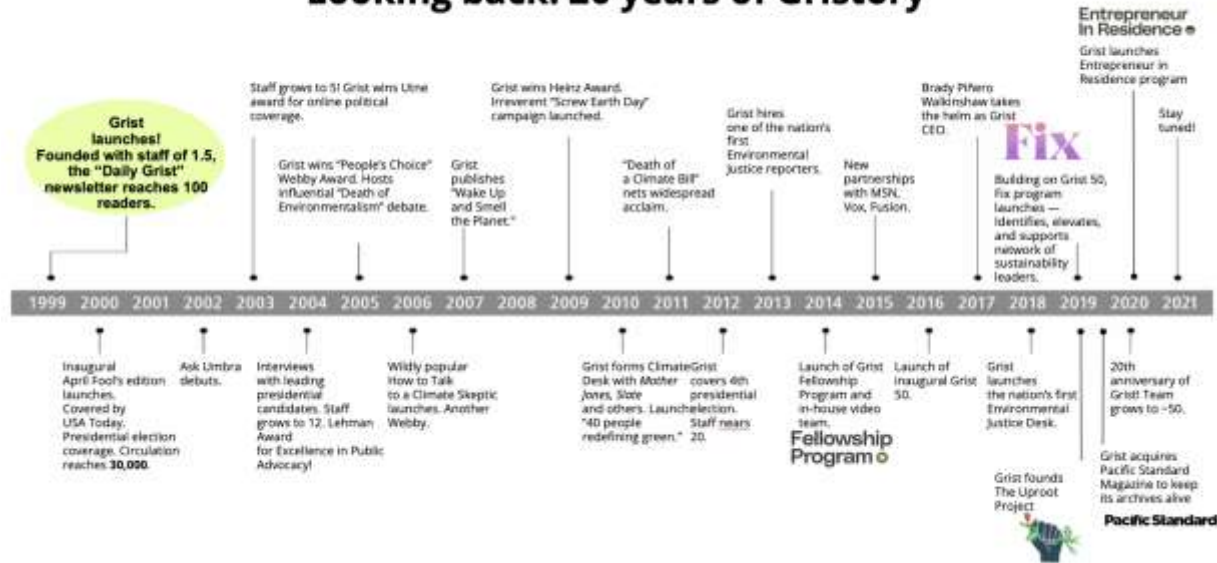 Looking back: 20 years of Gristory
Entrepreneur
In Residence
Grist launches
Entrepreneur in
Residence program
Grist
launches!
Founded with staff of 1.5,
the "Daily Grist"
newsletter reaches 100
readers.
Staff grows to 5! Grist wins Utne
award for online political
coverage.
Grist wins "People's Choice"
Webby Award. Hosts
influential "Death of
Environmentalism" debate.
Grist
publishes
"Wake Up
and Smell
the Planet."
Grist wins Heinz Award.
Irreverent "Screw Earth Day"
campaign launched.
"Death of
a Climate Bill"
nets widespread
acclaim.
Grist hires
one of the nation's
first
Environmental
Justice reporters.
New
partnerships
with MSN,
Vox, Fusion.
Brady Piñero
Walkinshaw takes
the helm as Grist
CEO.
Fix
Building on Grist 50,
Fix program
launches —
Identifies, elevates,
and supports
network of
sustainability
leaders.
Stay
tuned!
1999 2000 2001 2002 2003 2004 2005 2006 2007 2008 2009 2010 2011 2012 2013 2014 2015 2016 2017 2018 2019 2020 2021
Inaugural
April Fool's edition
launches.
Covered by
USA Today.
Presidential election
coverage. Circulation
reaches 30,000.
Ask Umbra
debuts.
Interviews
with leading
presidential
candidates. Staff
grows to 12. Lehman
Award
for Excellence in Public
Advocacy!
Wildly popular
How to Talk
to a Climate Skeptic
launches. Another
Webby.
Grist forms Climate
Desk with Mother
Jones, Slate
and others. Launches
"40 people
redefining green."
Grist
covers 4th
presidential
election.
Staff nears
20.
Launch of Grist
Fellowship
Program and
in-house video
team.
Fellowship
Program
Launch of
inaugural Grist
50.
Grist
launches
the nation's first
Environmental
Justice Desk.
Grist founds
The Uproot
Project
20th
anniversary of
Grist! Team
grows to ~50.
Grist acquires
Pacific Standard
Magazine to keep
its archives alive
Pacific Standard